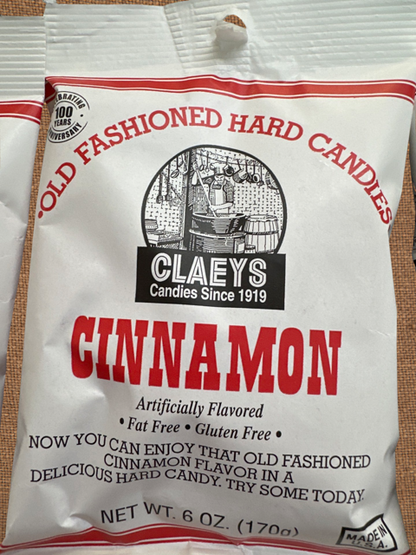 CELEBRATING
100
YEARS
ANNIVERSARY
•OLD FASHIONED HARD CANDIES
CLAEYS
Candies Since 1919
CINNAMON
Artificially Flavored
• Fat Free • Gluten Free •
NOW YOU CAN ENJOY THAT OLD FASHIONED
CINNAMON FLAVOR IN A
DELICIOUS HARD CANDY. TRY SOME TODAY.
NET WT. 6 OZ. (170g)
MADE IN
U.S.A.